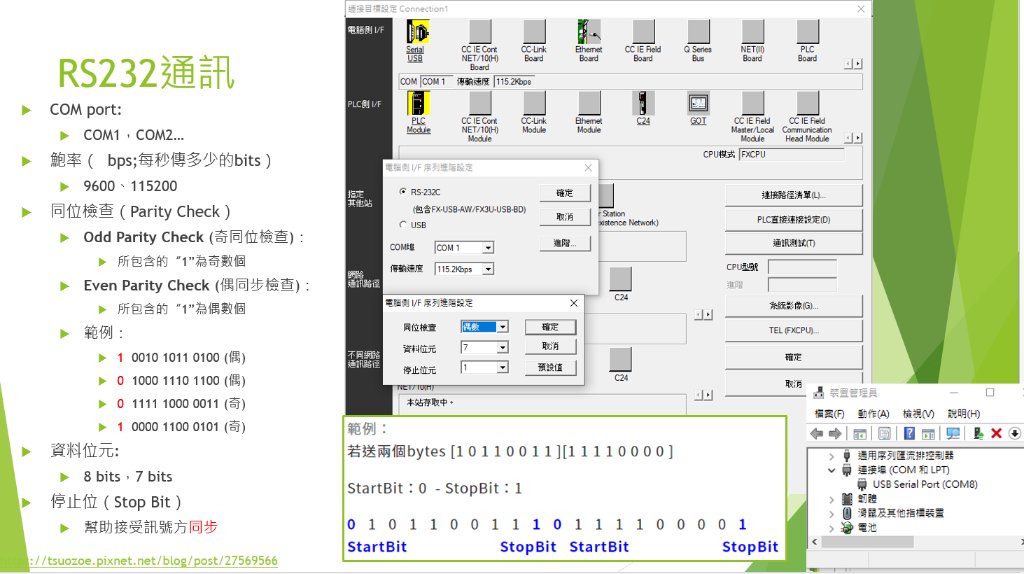 RS232通訊
COM port:
COM1，COM2…
鮑率（ bps;每秒傳多少的bits）
9600、115200
同位檢查（Parity Check）
Odd Parity Check (奇同位檢查)：
所包含的 "1"為奇數個
Even Parity Check (偶同步檢查)：
所包含的 "1"為偶數個
範例：
1 0010 1011 0100 (偶)
0 1000 1110 1100 (偶)
0 1111 1000 0011 (奇)
1 0000 1100 0101 (奇)
資料位元:
8 bits，7 bits
停止位（Stop Bit）
幫助接受訊號方同步
https://tsuozoe.pixnet.net/blog/post/27569566
連接目標設定 Connection1
電腦側 I/F
Serial USB
CC IE Cont NET/10(H) Board
CC-Link Board
Ethernet Board
CC IE Field Board
Q Series Bus
NET(II) Board
PLC Board
COM COM 1 傳輸速度 115.2Kbps
PLC側 I/F
PLC Module
CC IE Cont NET/10(H) Module
CC-Link Module
Ethernet Module
C24
GOT
CC IE Field Master/Local Module
CC IE Field Communication Head Module
CPU模式 FXCPU
指定其他站
r Station
existence Network)
網路通訊路徑
C24
不同網路通訊路徑
C24
NET/10(H)
本站存取中。
連接路徑清單(L)...
PLC直接連接設定(D)
通訊測試(T)
CPU型號
進階
系統影像(G)...
TEL (FXCPU)...
確定
取消
電腦側 I/F 序列進階設定
RS-232C
(包含FX-USB-AW/FX3U-USB-BD)
USB
COM埠 COM 1
傳輸速度 115.2Kbps
確定
取消
進階...
電腦側 I/F 序列進階設定
同位檢查 偶數 確定
資料位元 7 取消
停止位元 1 預設值
裝置管理員
檔案(F) 動作(A) 檢視(V) 說明(H)
通用序列匯流排控制器
連接埠 (COM 和 LPT)
USB Serial Port (COM8)
韌體
滑鼠及其他指標裝置
電池
範例：
若送兩個bytes [1 0 1 1 0 0 1 1 ][1 1 1 1 0 0 0 0 ]
StartBit：0 - StopBit：1
0 1 0 1 1 0 0 1 1 1 0 1 1 1 1 0 0 0 0 1
StartBit StopBit StartBit StopBit